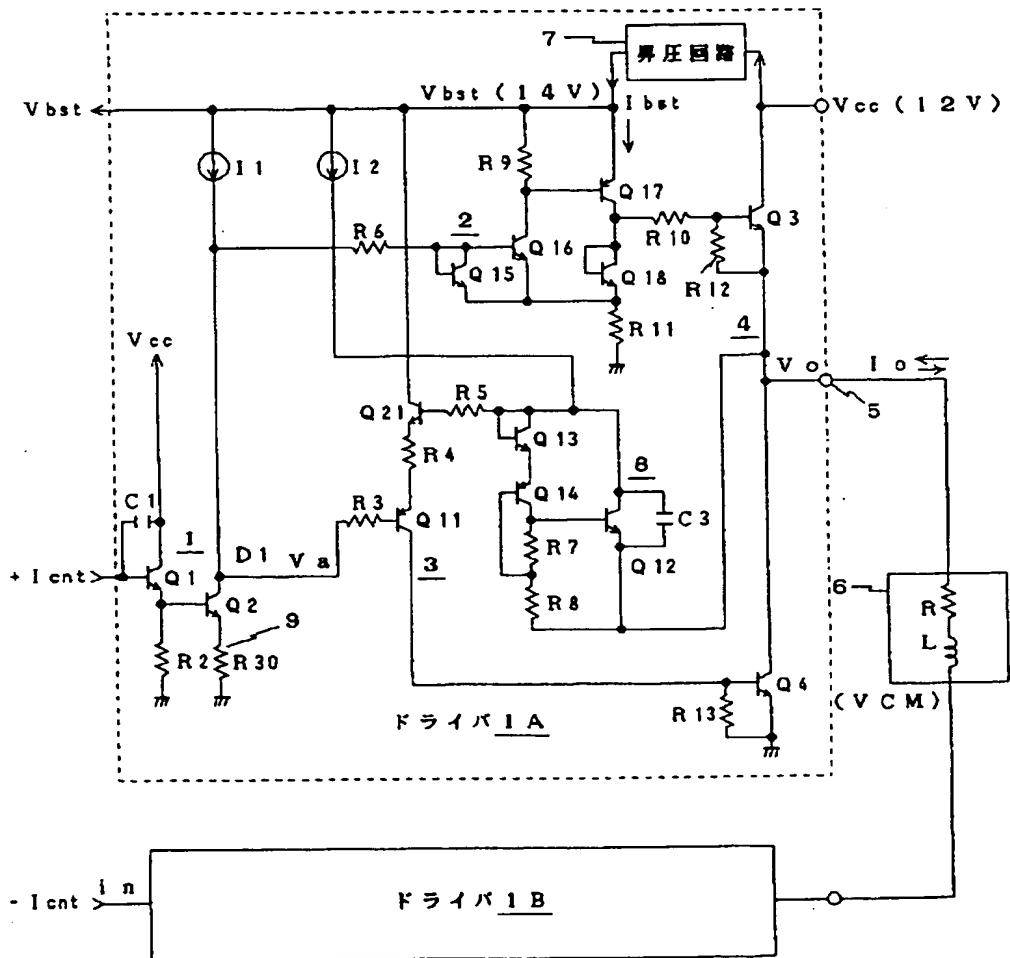 7
昇圧回路
Vbst
Vbst(14V)
Ibst
Vcc(12V)
I1
I2
R9
Q17
2
R10
Q3
R6
Q16
Q15
Q18
R12
R11
4
Vcc
Vo
Io
5
Q21
R5
Q13
R4
8
C1
Q14
R3
C3
1
Q11
D1
Va
R7
Q12
+Icnt
Q1
3
6
Q2
9
R8
R
L
R2
R30
Q4
R13
(VCM)
ドライバ1A
-Icnt
in
ドライバ1B